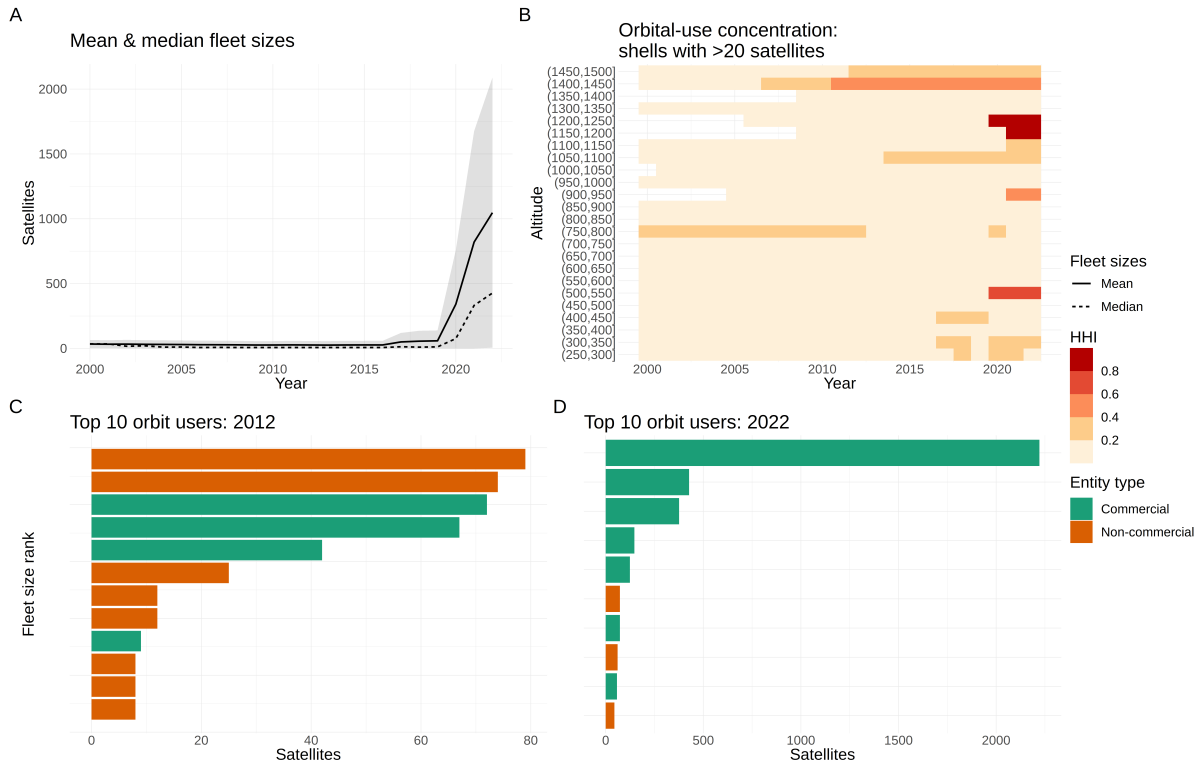 A
Mean & median fleet sizes
Satellites
2000
1500
1000
500
0
2000
2005
2010
2015
2020
Year
B
Orbital-use concentration:
shells with >20 satellites
Altitude
(1450,1500]
(1400,1450]
(1350,1400]
(1300,1350]
(1200,1250]
(1150,1200]
(1100,1150]
(1050,1100]
(1000,1050]
(950,1000]
(900,950]
(850,900]
(800,850]
(750,800]
(700,750]
(650,700]
(600,650]
(550,600]
(500,550]
(450,500]
(400,450]
(350,400]
(300,350]
(250,300]
2000
2005
2010
2015
2020
Year
Fleet sizes
Mean
Median
HHI
0.8
0.6
0.4
0.2
Entity type
Commercial
Non-commercial
C
Top 10 orbit users: 2012
Fleet size rank
0
20
40
60
80
Satellites
D
Top 10 orbit users: 2022
0
500
1000
1500
2000
Satellites